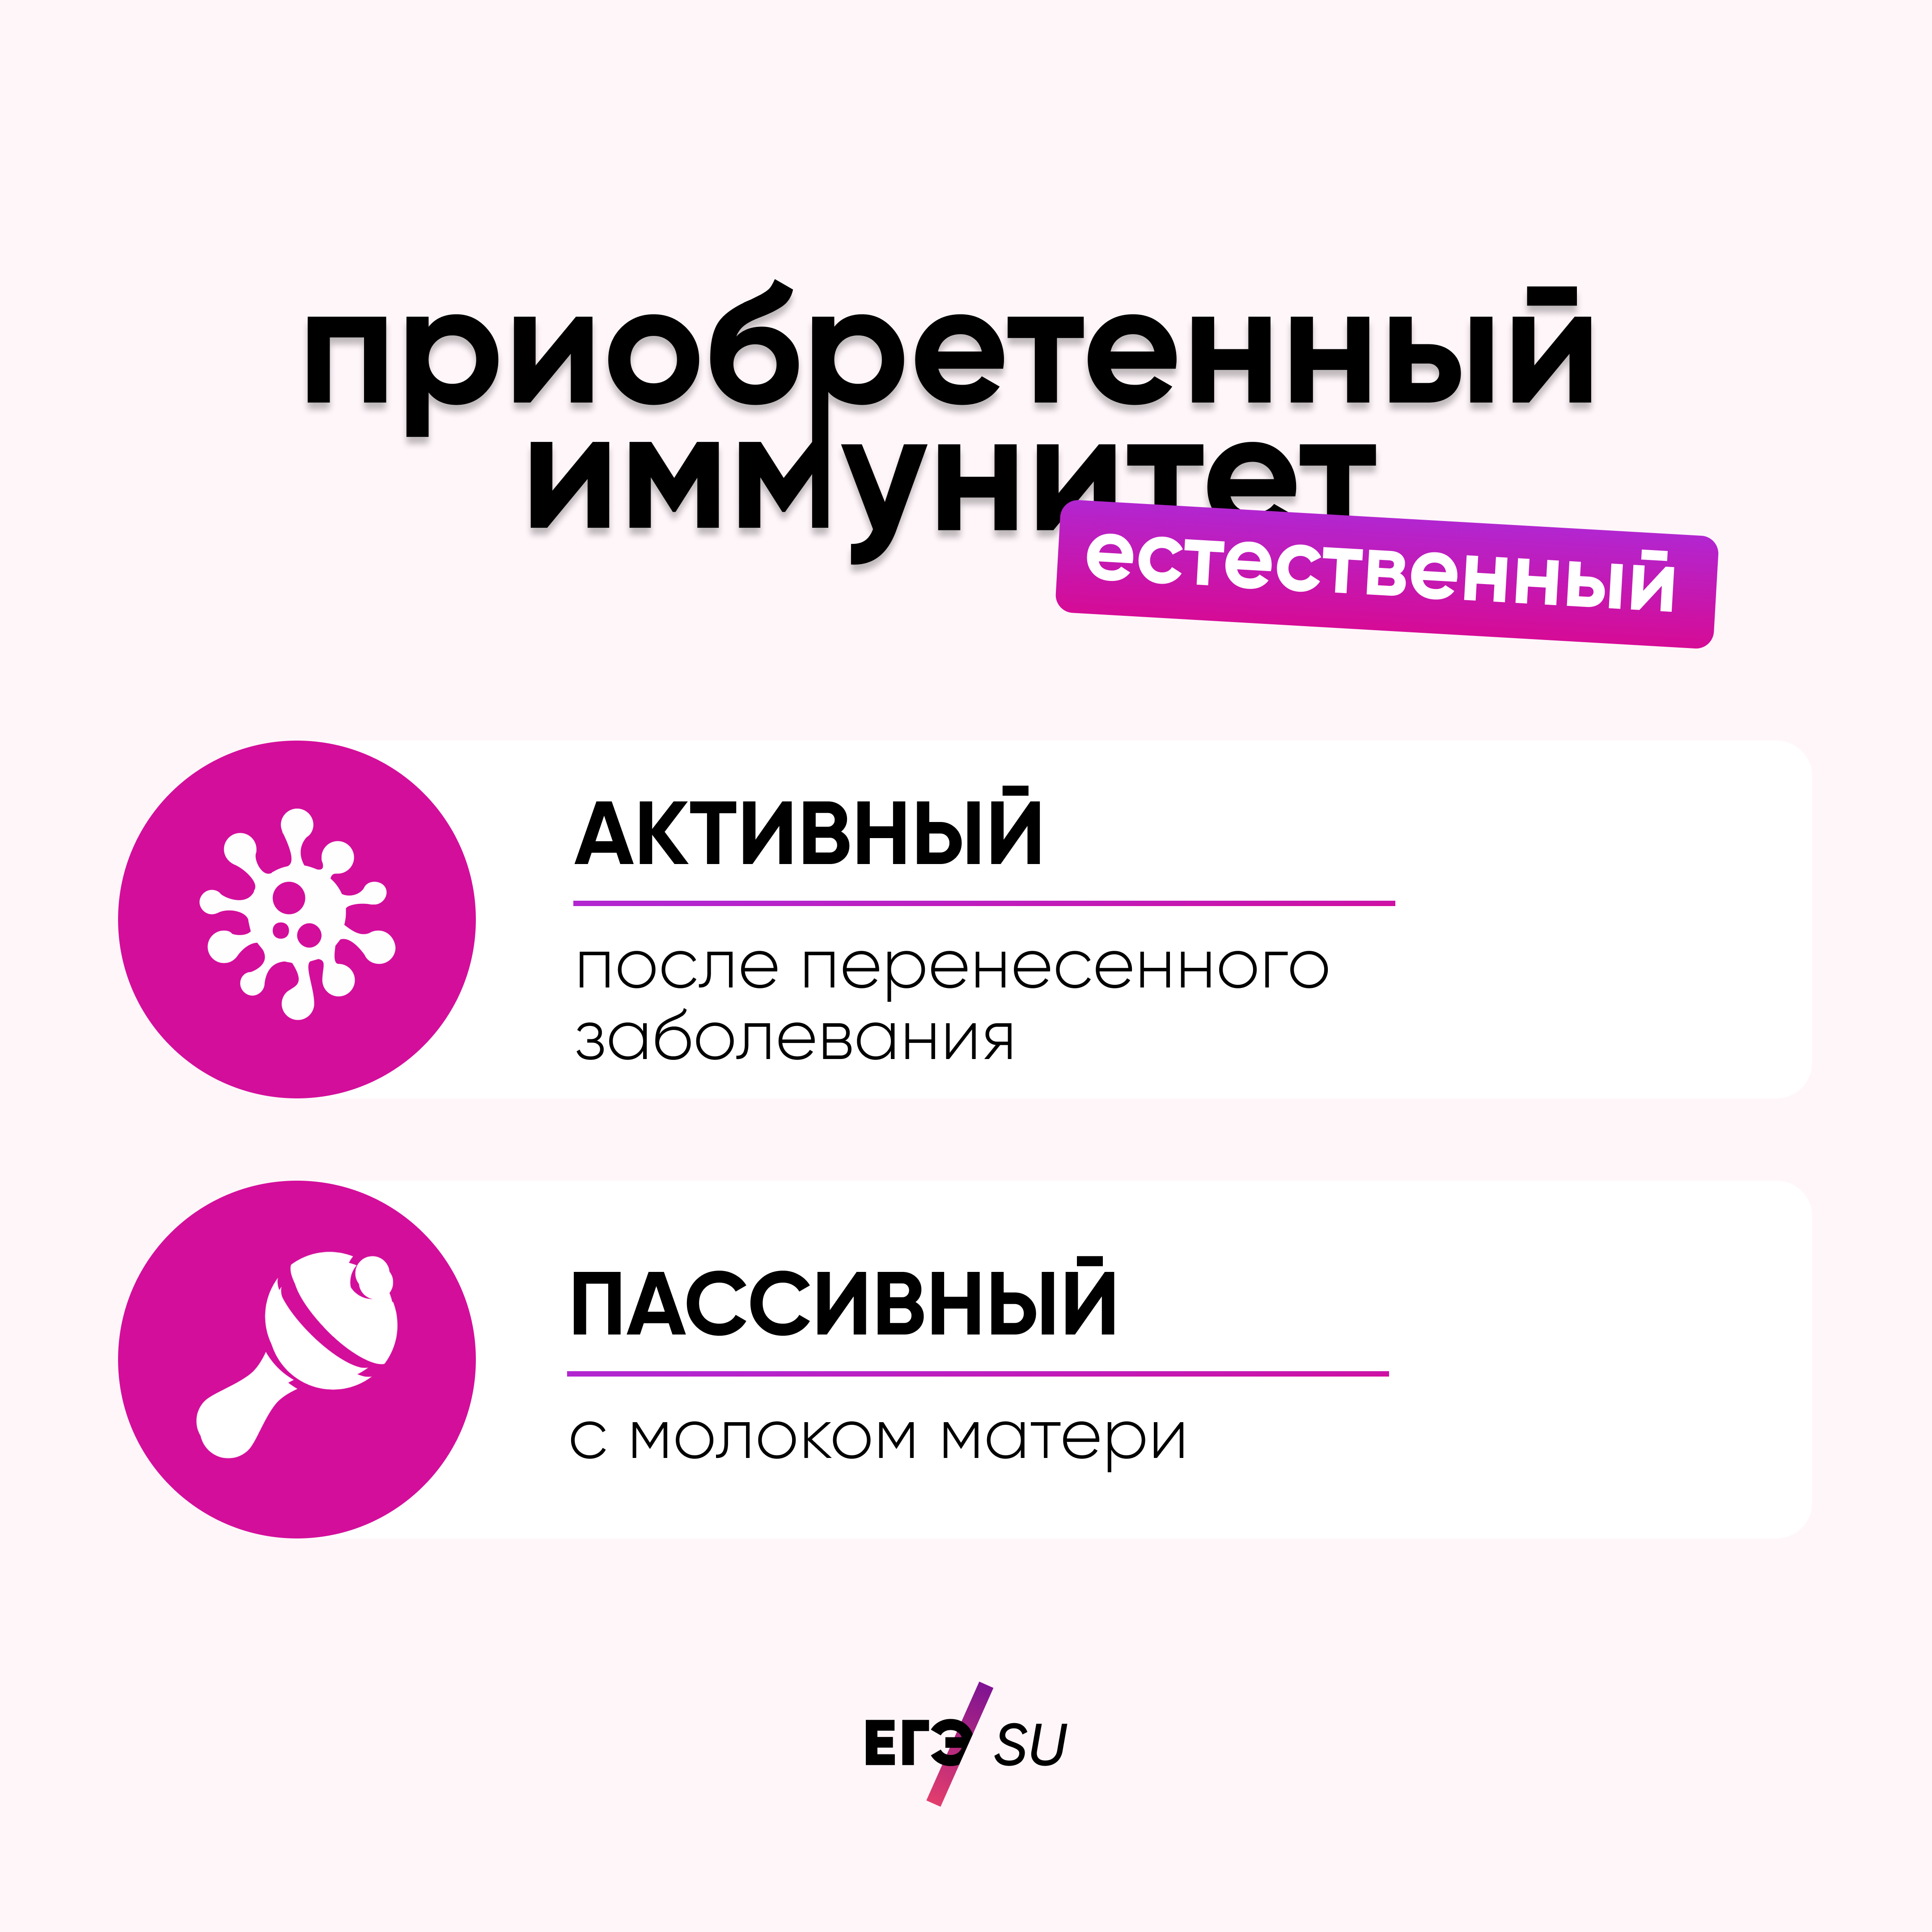 приобретенный
иммунитет
естественный
АКТИВНЫЙ
после перенесенного
заболевания
ПАССИВНЫЙ
с молоком матери
ЕГЭ/SU